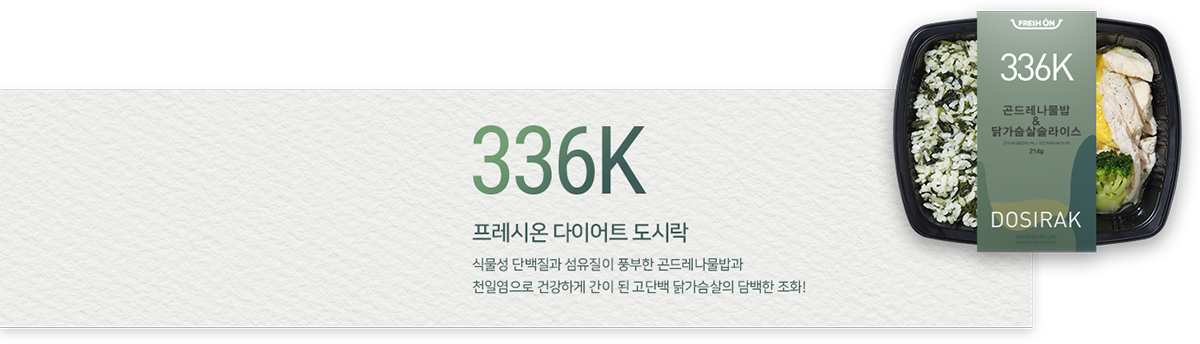 336K
프레시온 다이어트 도시락
식물성 단백질과 섬유질이 풍부한 곤드레나물밥과
천일염으로 건강하게 간이 된 고단백 닭가슴살의 담백한 조화!
FRESH ON
336K
곤드레나물밥
&
닭가슴살슬라이스
214g
DOSIRAK